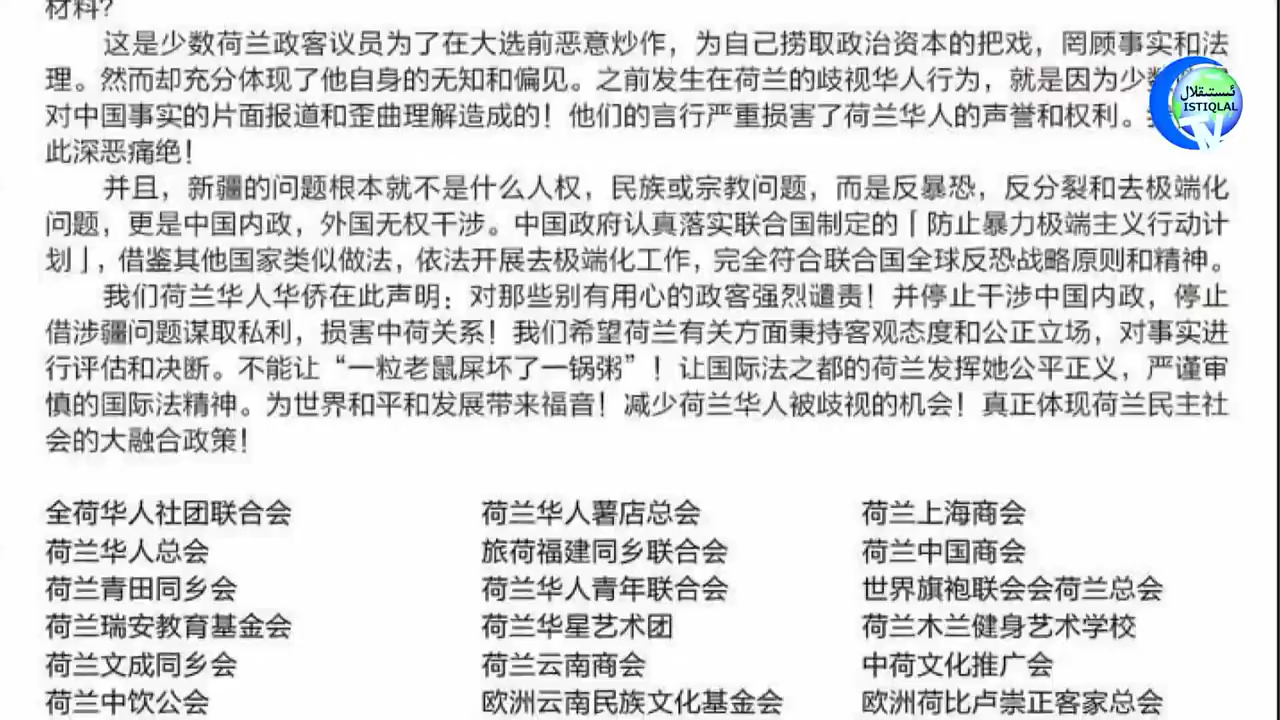 材料?
这是少数荷兰政客议员为了在大选前恶意炒作，为自己捞取政治资本的把戏，罔顾事实和法
理。然而却充分体现了他自身的无知和偏见。之前发生在荷兰的歧视华人行为，就是因为少数
对中国事实的片面报道和歪曲理解造成的！他们的言行严重损害了荷兰华人的声誉和权利。
此深恶痛绝！
并且，新疆的问题根本就不是什么人权，民族或宗教问题，而是反暴恐，反分裂和去极端化
问题，更是中国内政，外国无权干涉。中国政府认真落实联合国制定的「防止暴力极端主义行动计
划」，借鉴其他国家类似做法，依法开展去极端化工作，完全符合联合国全球反恐战略原则和精神。
我们荷兰华人华侨在此声明：对那些别有用心的政客强烈谴责！并停止干涉中国内政，停止
借涉疆问题谋取私利，损害中荷关系！我们希望荷兰有关方面秉持客观态度和公正立场，对事实进
行评估和决断。不能让“一粒老鼠屎坏了一锅粥”！让国际法之都的荷兰发挥她公平正义，严谨审
慎的国际法精神。为世界和平和发展带来福音！减少荷兰华人被歧视的机会！真正体现荷兰民主社
会的大融合政策！
全荷华人社团联合会 荷兰华人薯店总会 荷兰上海商会
荷兰华人总会 旅荷福建同乡联合会 荷兰中国商会
荷兰青田同乡会 荷兰华人青年联合会 世界旗袍联会会荷兰总会
荷兰瑞安教育基金会 荷兰华星艺术团 荷兰木兰健身艺术学校
荷兰文成同乡会 荷兰云南商会 中荷文化推广会
荷兰中饮公会 欧洲云南民族文化基金会 欧洲荷比卢崇正客家总会
ئىستىقلال
ISTIQLAL
TV